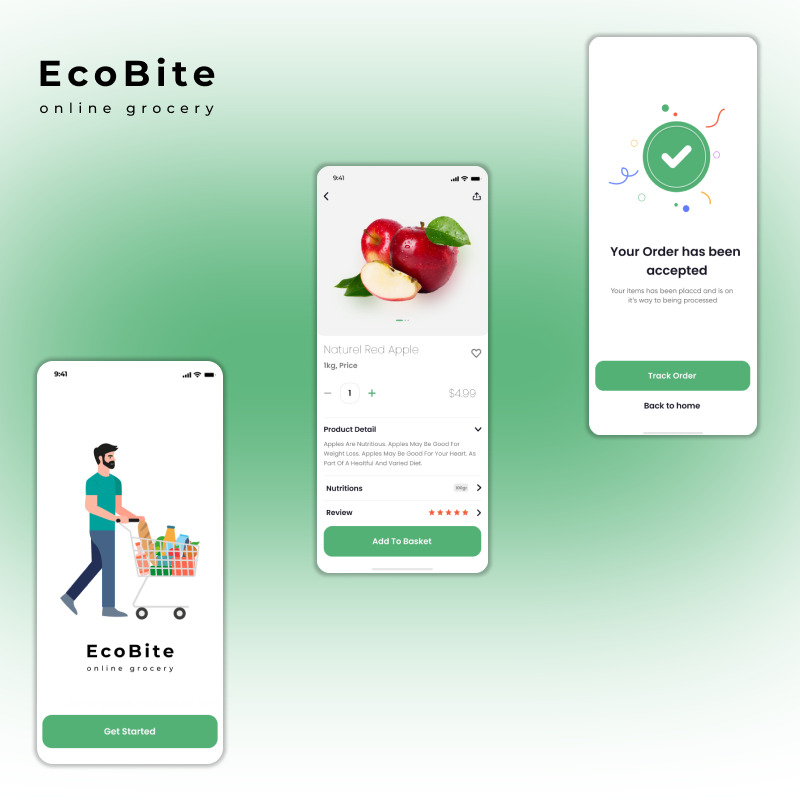 EcoBite
online grocery
9:41
EcoBite
online grocery
Get Started
9:41
Naturel Red Apple
1kg, Price
1
$4.99
Product Detail
Apples Are Nutritious. Apples May Be Good For
Weight Loss. Apples May Be Good For Your Heart. As
Part Of A Healtful And Varied Diet.
Nutritions
100gr
Review
Add To Basket
Your Order has been
accepted
Your items has been placcd and is on
it's way to being processed
Track Order
Back to home